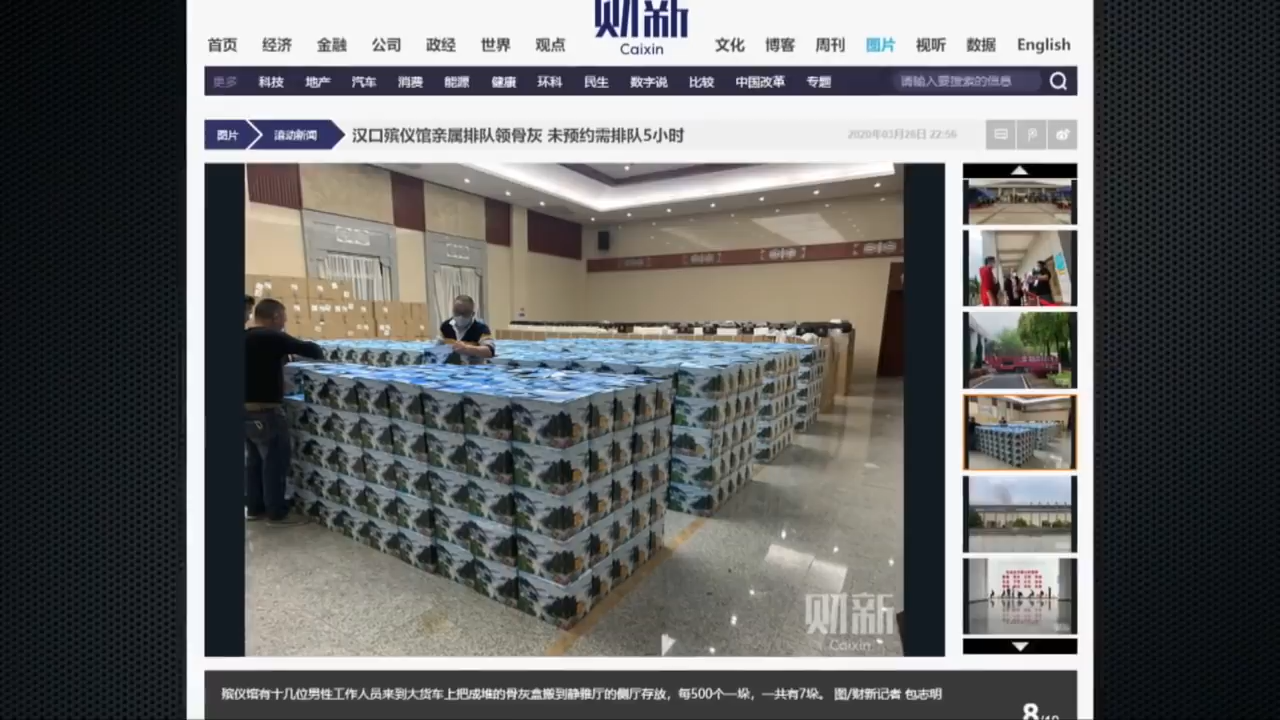 财新
Caixin
首页 经济 金融 公司 政经 世界 观点 文化 博客 周刊 图片 视听 数据 English
更多 科技 地产 汽车 消费 能源 健康 环科 民生 数字说 比较 中国改革 专题 请输入要搜索的信息
图片 滚动新闻 汉口殡仪馆亲属排队领骨灰 未预约需排队5小时 2020年03月26日 22:56
财新
Caixin
殡仪馆有十几位男性工作人员来到大货车上把成堆的骨灰盒搬到静雅厅的侧厅存放，每500个一垛，一共有7垛。 图/财新记者 包志明
8